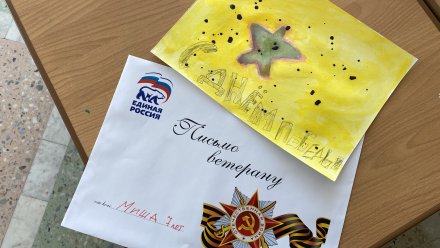 С ДНЁМ ПОБЕДЫ
ЕДИНАЯ
РОССИЯ
Письмо
ветерану
МИША 7 лет